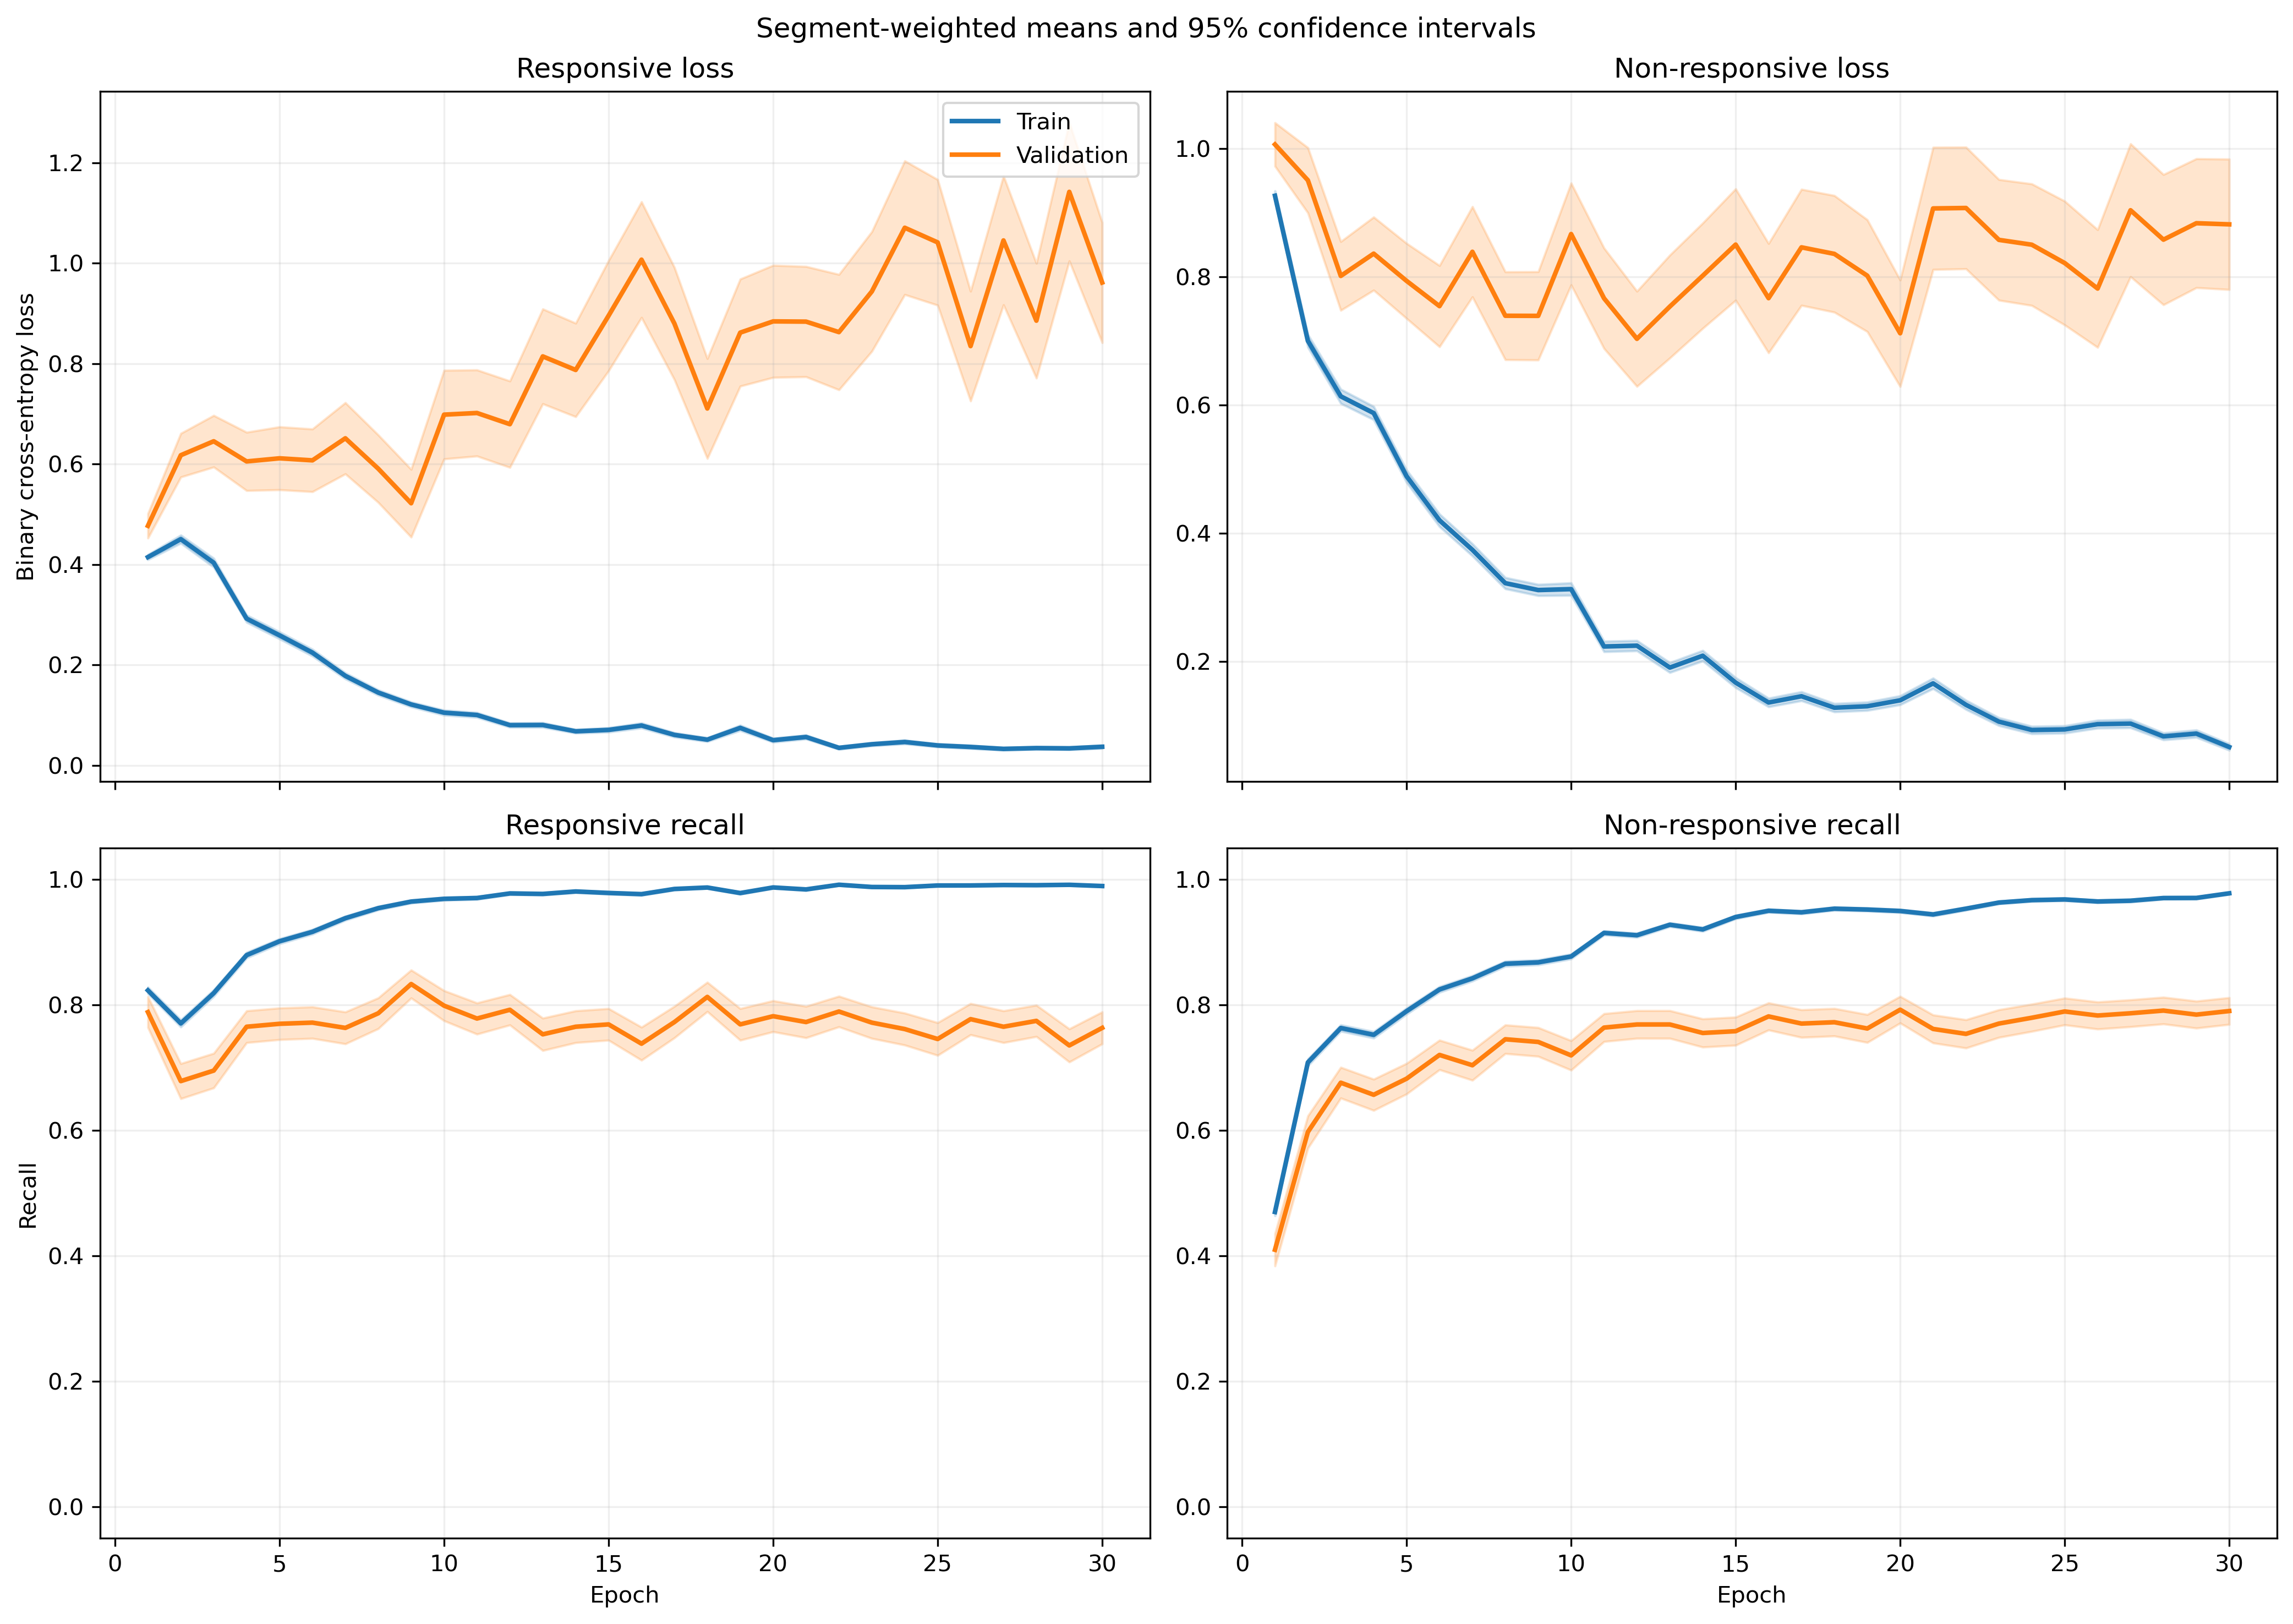 Segment-weighted means and 95% confidence intervals
Responsive loss
Non-responsive loss
Train
Validation
Binary cross-entropy loss
1.2
1.0
0.8
0.6
0.4
0.2
0.0
1.0
0.8
0.6
0.4
0.2
Responsive recall
Non-responsive recall
Recall
1.0
0.8
0.6
0.4
0.2
0.0
0 5 10 15 20 25 30
Epoch
1.0
0.8
0.6
0.4
0.2
0.0
0 5 10 15 20 25 30
Epoch